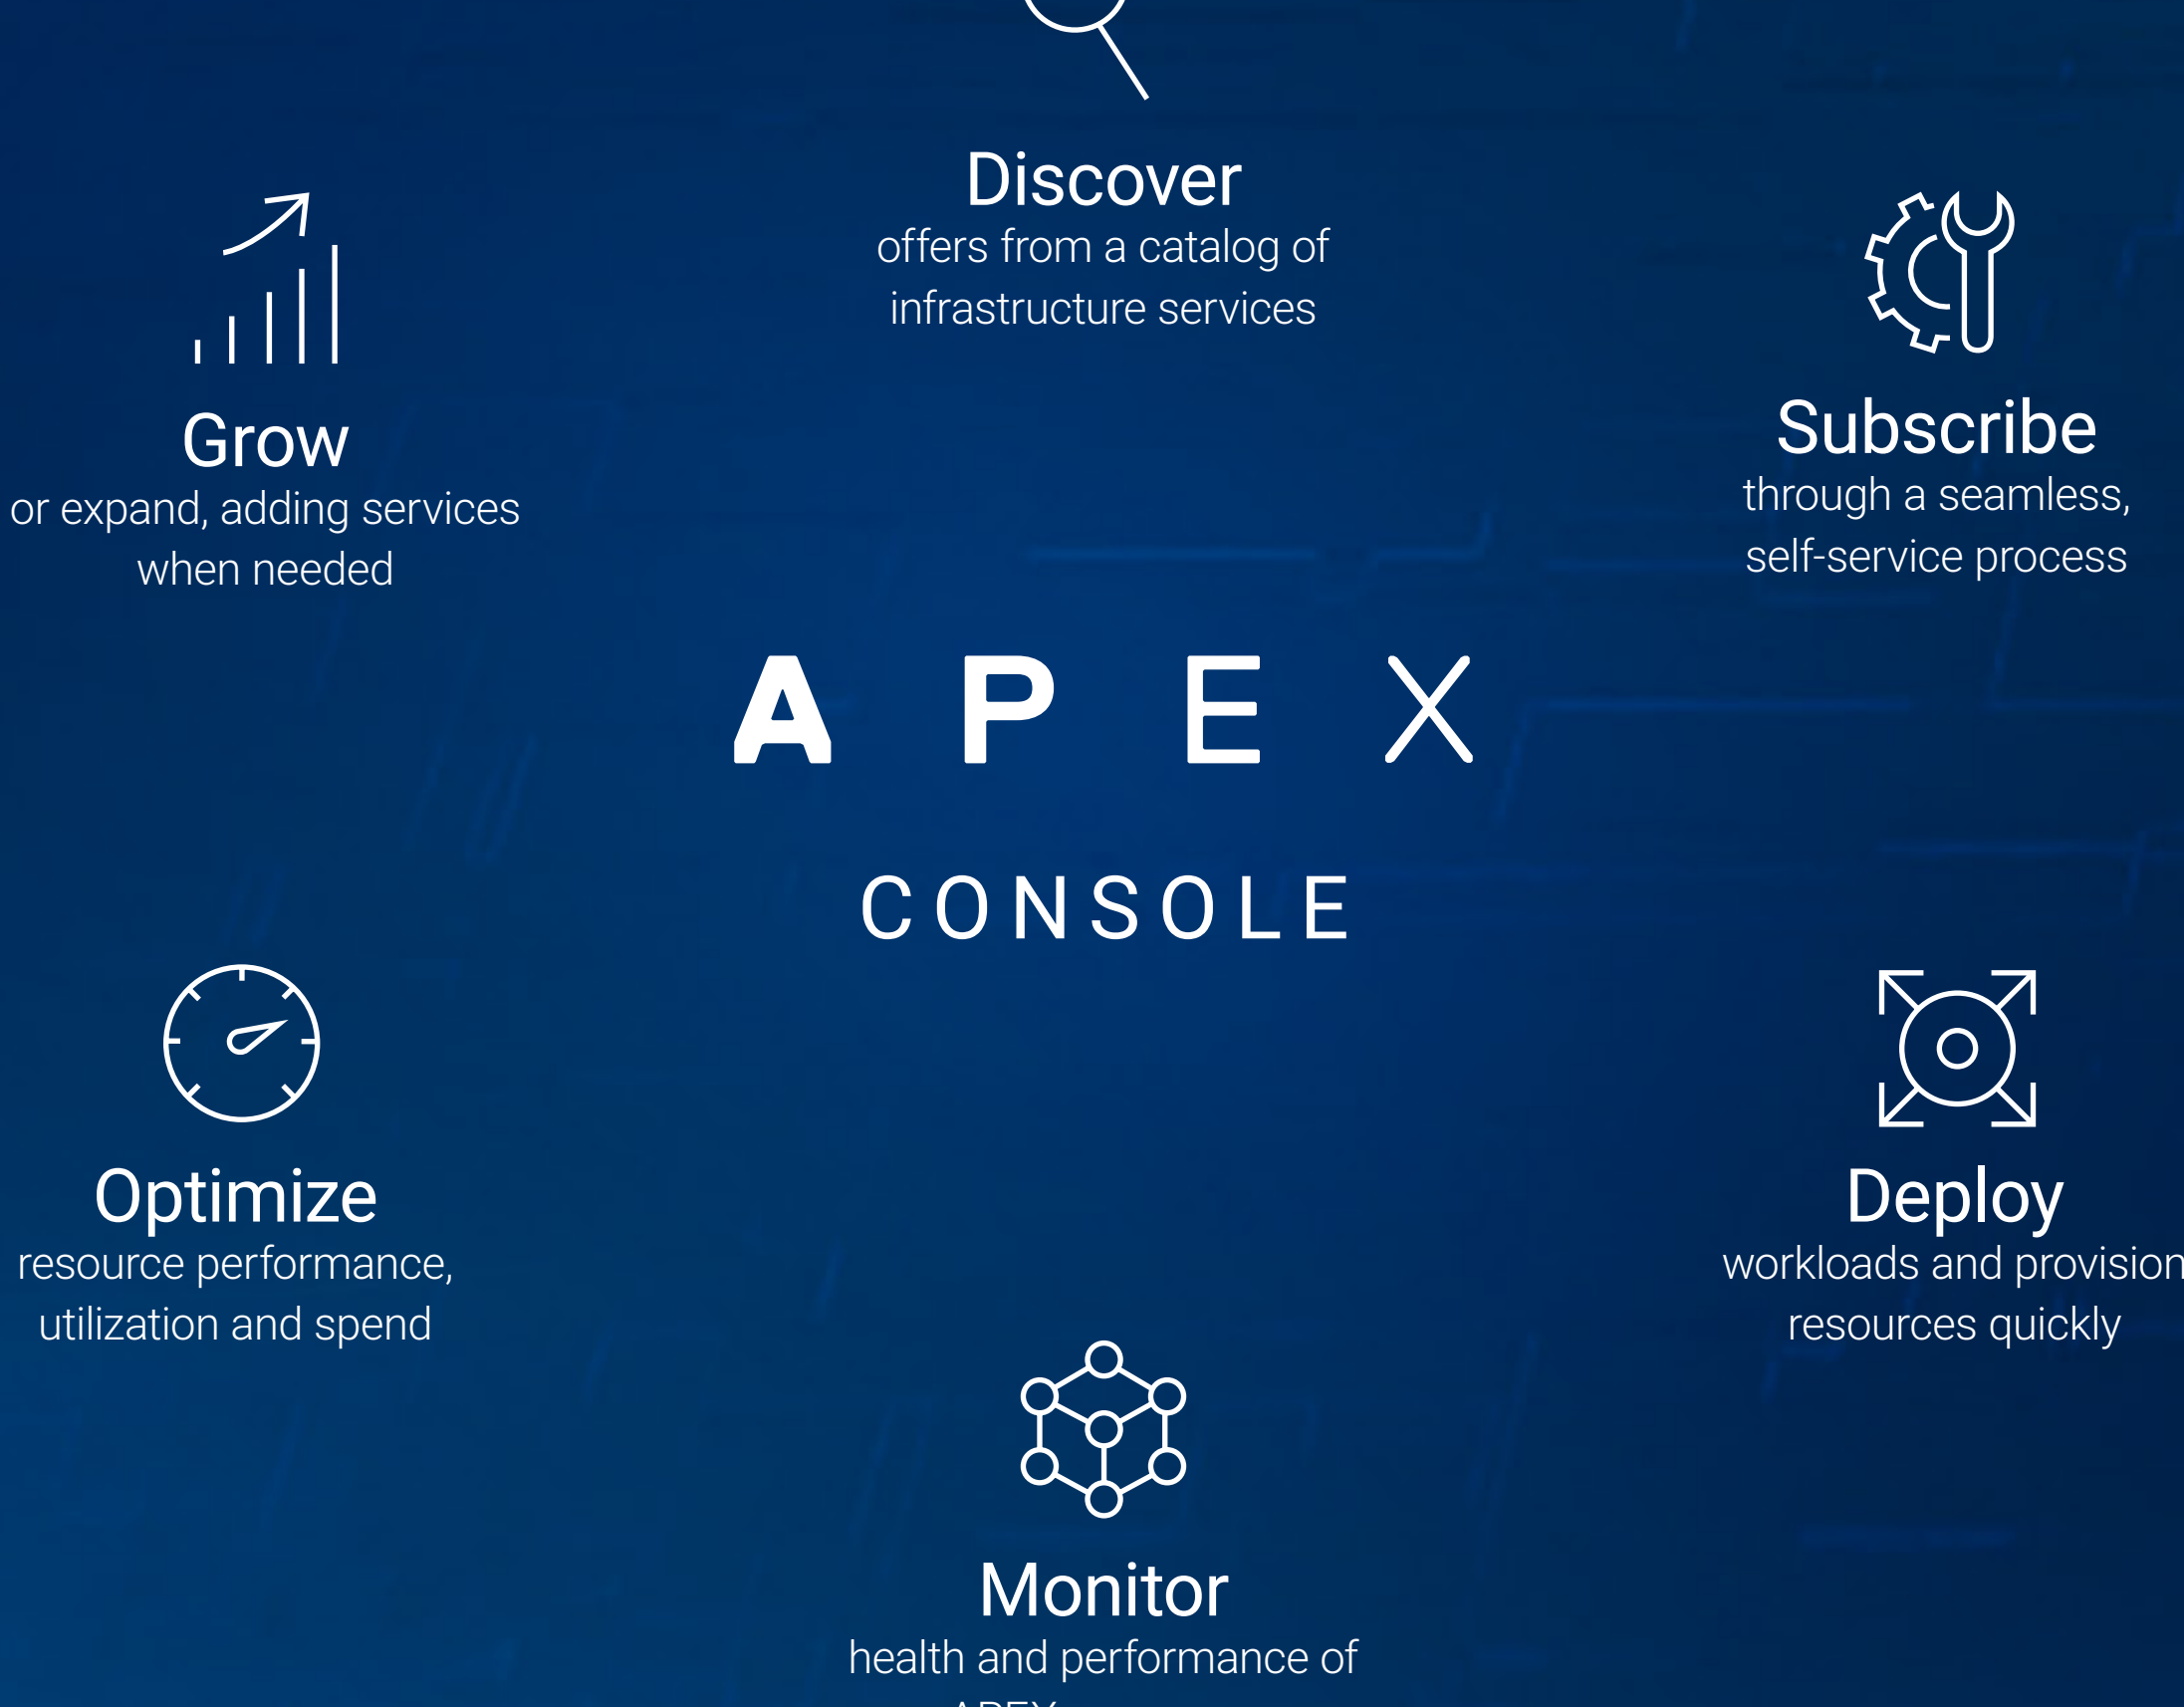 Discover
offers from a catalog of
infrastructure services
Subscribe
through a seamless,
self-service process
Grow
or expand, adding services
when needed
APEX
CONSOLE
Deploy
workloads and provision
resources quickly
Optimize
resource performance,
utilization and spend
Monitor
health and performance of
APEX